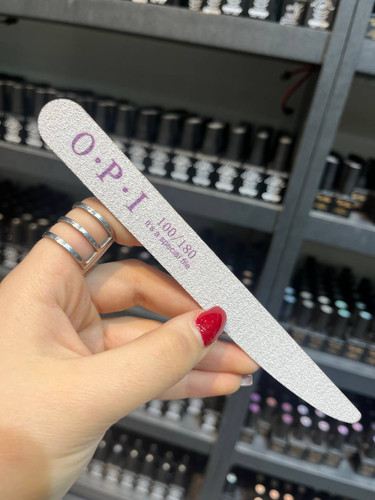 O·P·I
100/180
it's a special file